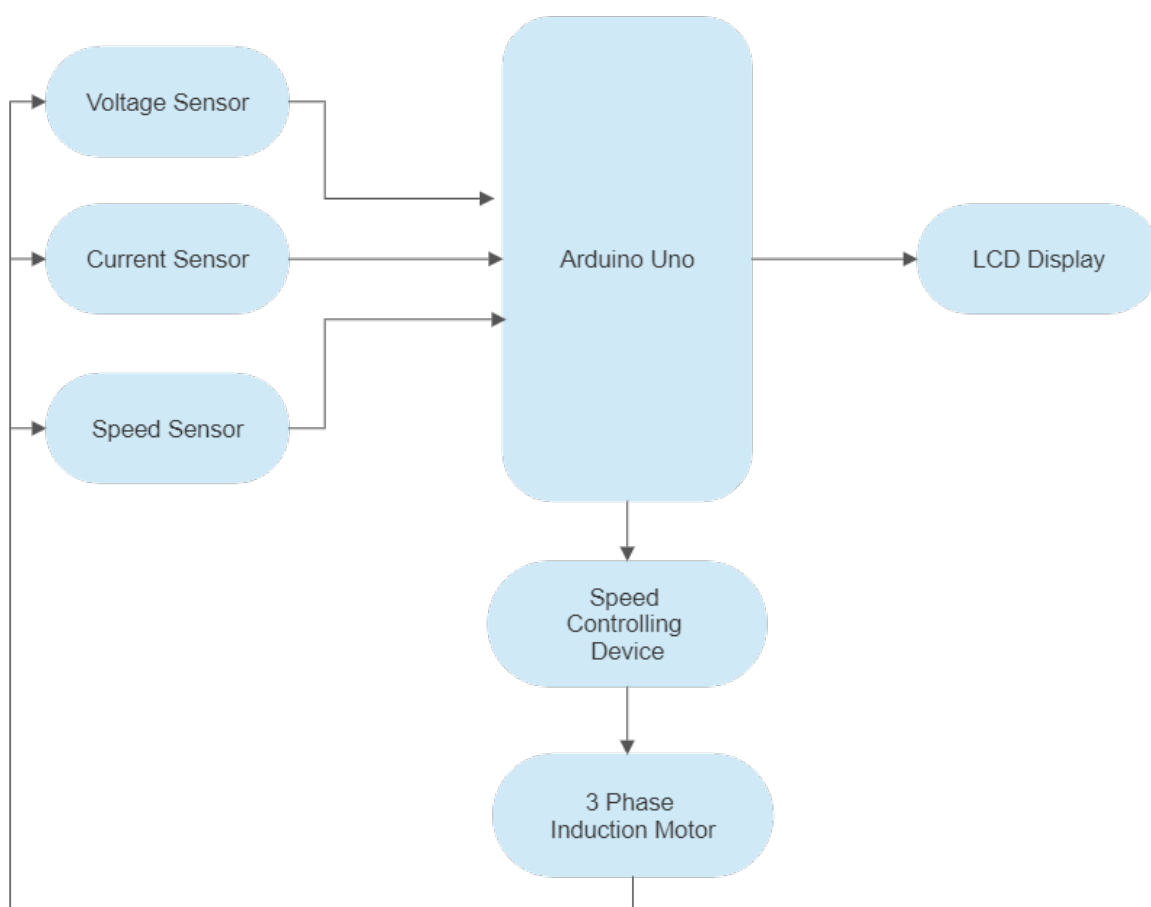 Voltage Sensor
Current Sensor
Arduino Uno
LCD Display
Speed Sensor
Speed
Controlling
Device
3 Phase
Induction Motor